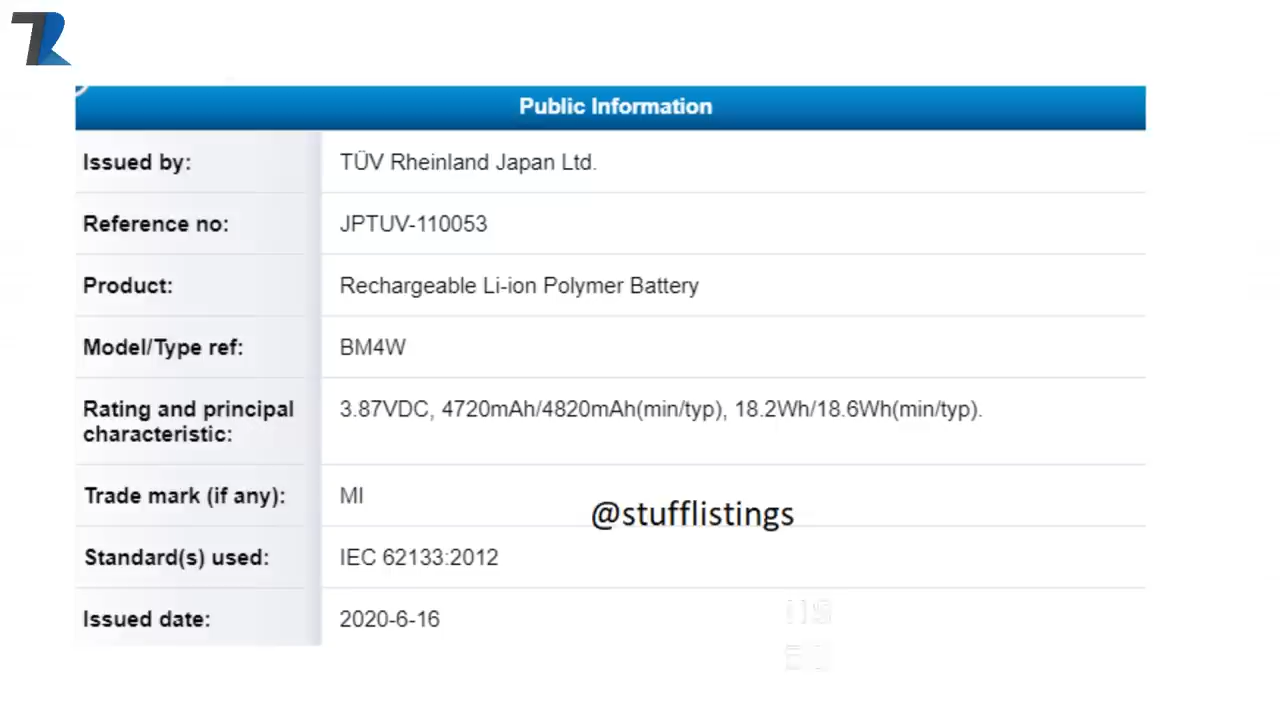 Public Information
Issued by: TÜV Rheinland Japan Ltd.
Reference no: JPTUV-110053
Product: Rechargeable Li-ion Polymer Battery
Model/Type ref: BM4W
Rating and principal characteristic: 3.87VDC, 4720mAh/4820mAh(min/typ), 18.2Wh/18.6Wh(min/typ).
Trade mark (if any): MI
@stufflistings
Standard(s) used: IEC 62133:2012
Issued date: 2020-6-16